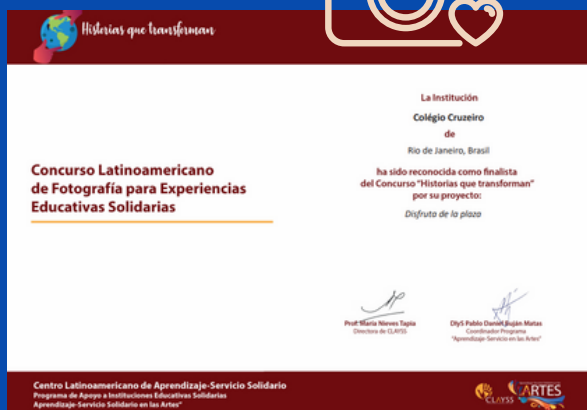 Historias que transforman
La Institución
Colégio Cruzeiro
de
Rio de Janeiro, Brasil
Concurso Latinoamericano
de Fotografía para Experiencias
Educativas Solidarias
ha sido reconocida como finalista
del Concurso "Historias que transforman"
por su proyecto:
Disfruta de la plaza
Prof. María Nieves Tapia
Directora de CLAYSS
DlyS Pablo Daniel Buján Matas
Coordinador Programa
"Aprendizaje-Servicio en las Artes"
Centro Latinoamericano de Aprendizaje-Servicio Solidario
Programa de Apoyo a Instituciones Educativas Solidarias
Aprendizaje-Servicio Solidario en las Artes"
CLAYSS
ARTES